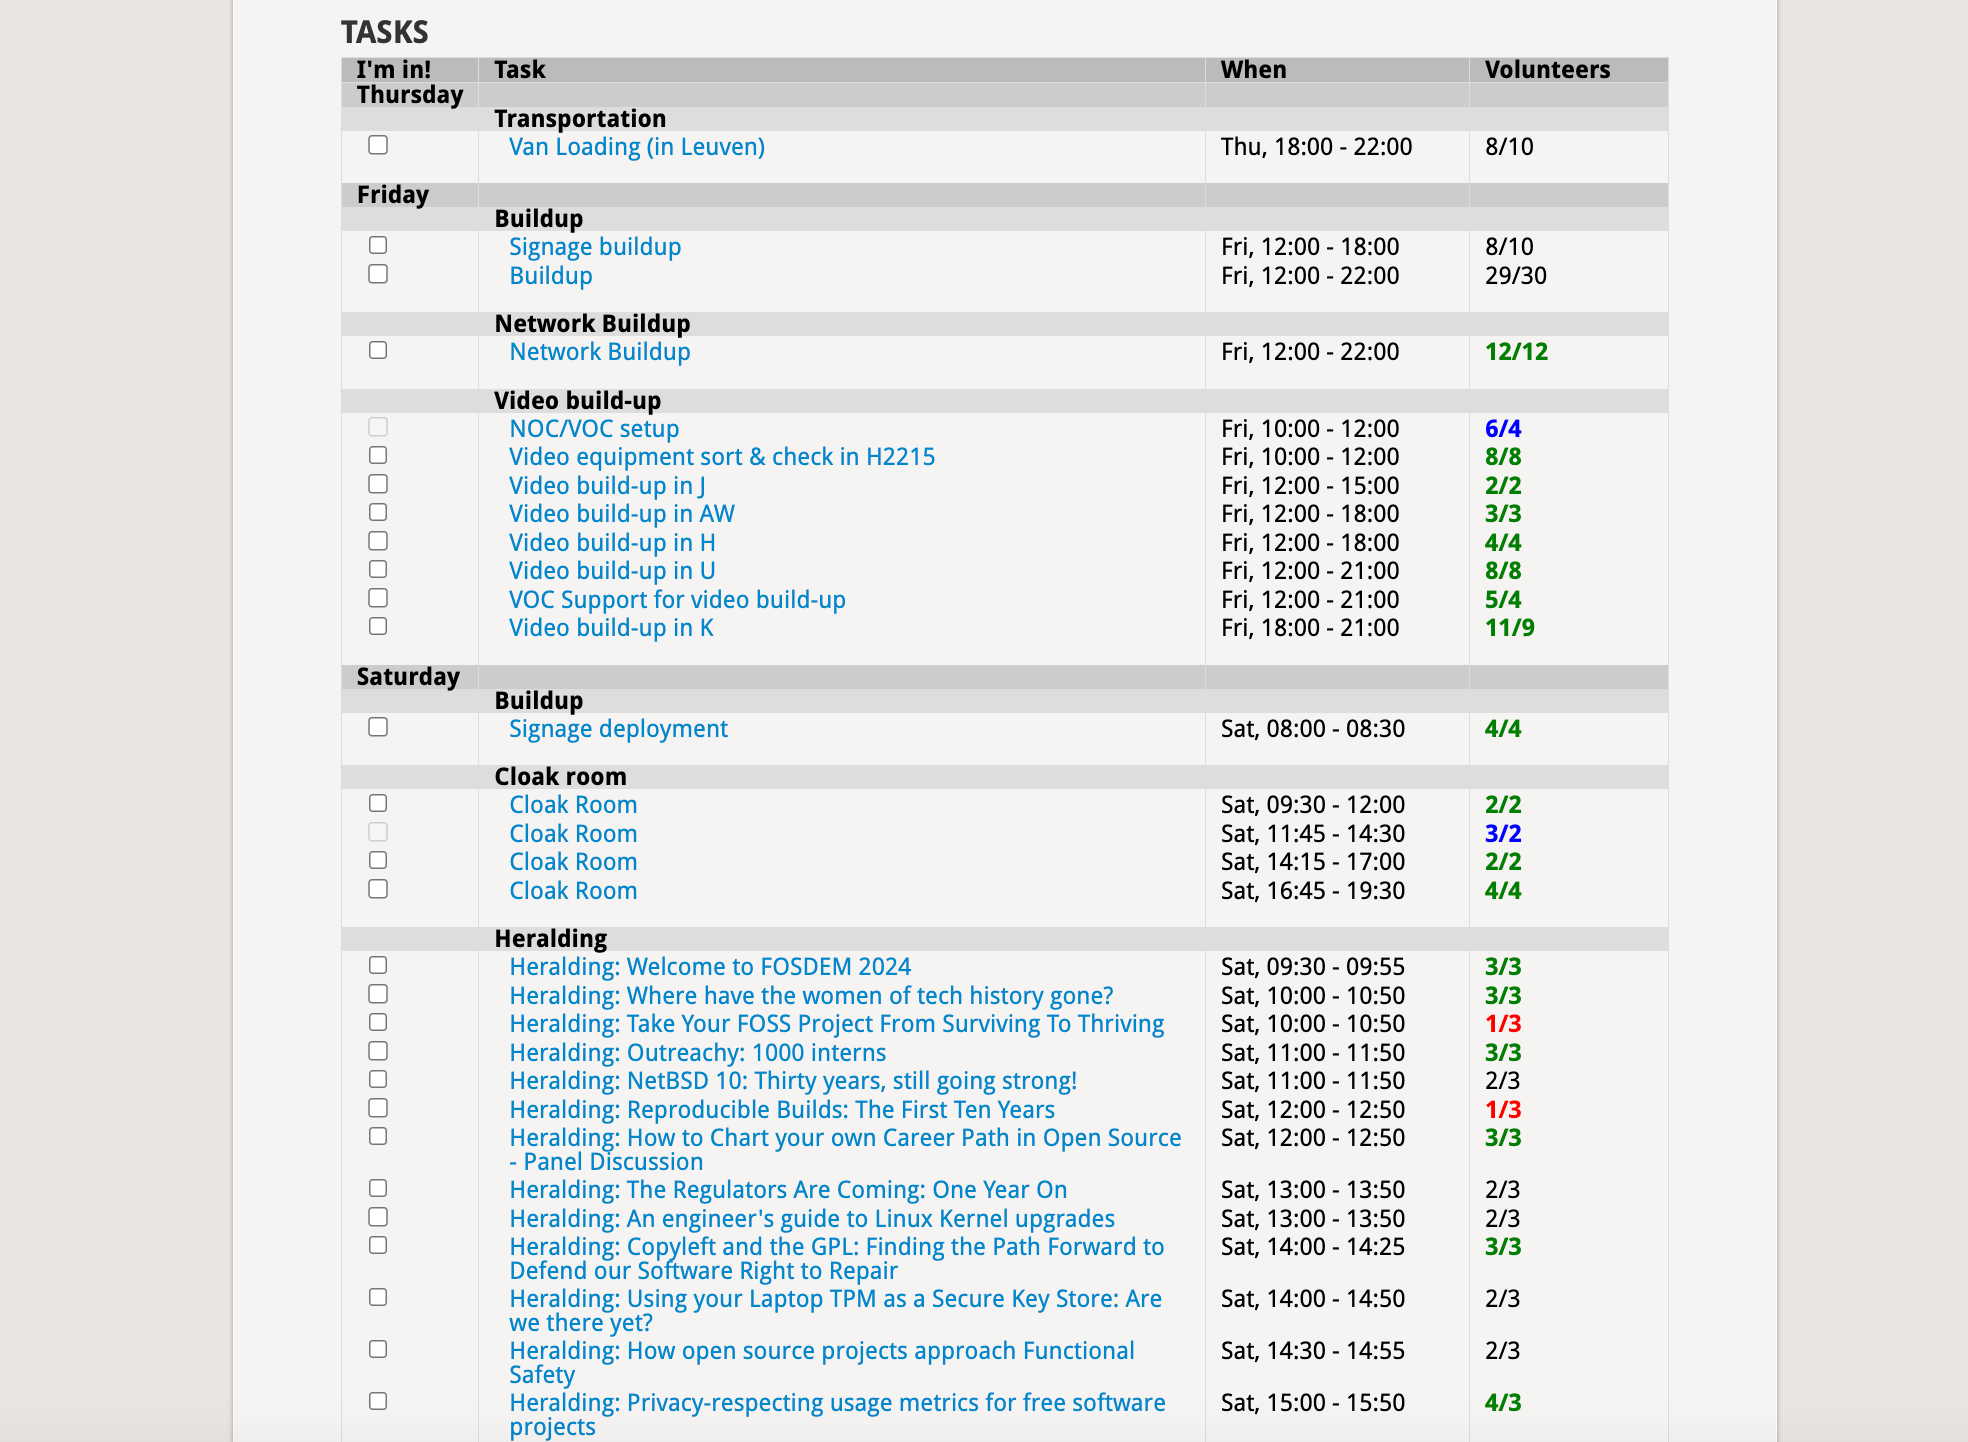 TASKS
I'm in! Task When Volunteers
Thursday
Transportation
Van Loading (in Leuven) Thu, 18:00 - 22:00 8/10
Friday
Buildup
Signage buildup Fri, 12:00 - 18:00 8/10
Buildup Fri, 12:00 - 22:00 29/30
Network Buildup
Network Buildup Fri, 12:00 - 22:00 12/12
Video build-up
NOC/VOC setup Fri, 10:00 - 12:00 6/4
Video equipment sort & check in H2215 Fri, 10:00 - 12:00 8/8
Video build-up in J Fri, 12:00 - 15:00 2/2
Video build-up in AW Fri, 12:00 - 18:00 3/3
Video build-up in H Fri, 12:00 - 18:00 4/4
Video build-up in U Fri, 12:00 - 21:00 8/8
VOC Support for video build-up Fri, 12:00 - 21:00 5/4
Video build-up in K Fri, 18:00 - 21:00 11/9
Saturday
Buildup
Signage deployment Sat, 08:00 - 08:30 4/4
Cloak room
Cloak Room Sat, 09:30 - 12:00 2/2
Cloak Room Sat, 11:45 - 14:30 3/2
Cloak Room Sat, 14:15 - 17:00 2/2
Cloak Room Sat, 16:45 - 19:30 4/4
Heralding
Heralding: Welcome to FOSDEM 2024 Sat, 09:30 - 09:55 3/3
Heralding: Where have the women of tech history gone? Sat, 10:00 - 10:50 3/3
Heralding: Take Your FOSS Project From Surviving To Thriving Sat, 10:00 - 10:50 1/3
Heralding: Outreachy: 1000 interns Sat, 11:00 - 11:50 3/3
Heralding: NetBSD 10: Thirty years, still going strong! Sat, 11:00 - 11:50 2/3
Heralding: Reproducible Builds: The First Ten Years Sat, 12:00 - 12:50 1/3
Heralding: How to Chart your own Career Path in Open Source Sat, 12:00 - 12:50 3/3
- Panel Discussion
Heralding: The Regulators Are Coming: One Year On Sat, 13:00 - 13:50 2/3
Heralding: An engineer's guide to Linux Kernel upgrades Sat, 13:00 - 13:50 2/3
Heralding: Copyleft and the GPL: Finding the Path Forward to Sat, 14:00 - 14:25 3/3
Defend our Software Right to Repair
Heralding: Using your Laptop TPM as a Secure Key Store: Are Sat, 14:00 - 14:50 2/3
we there yet?
Heralding: How open source projects approach Functional Sat, 14:30 - 14:55 2/3
Safety
Heralding: Privacy-respecting usage metrics for free software Sat, 15:00 - 15:50 4/3
projects